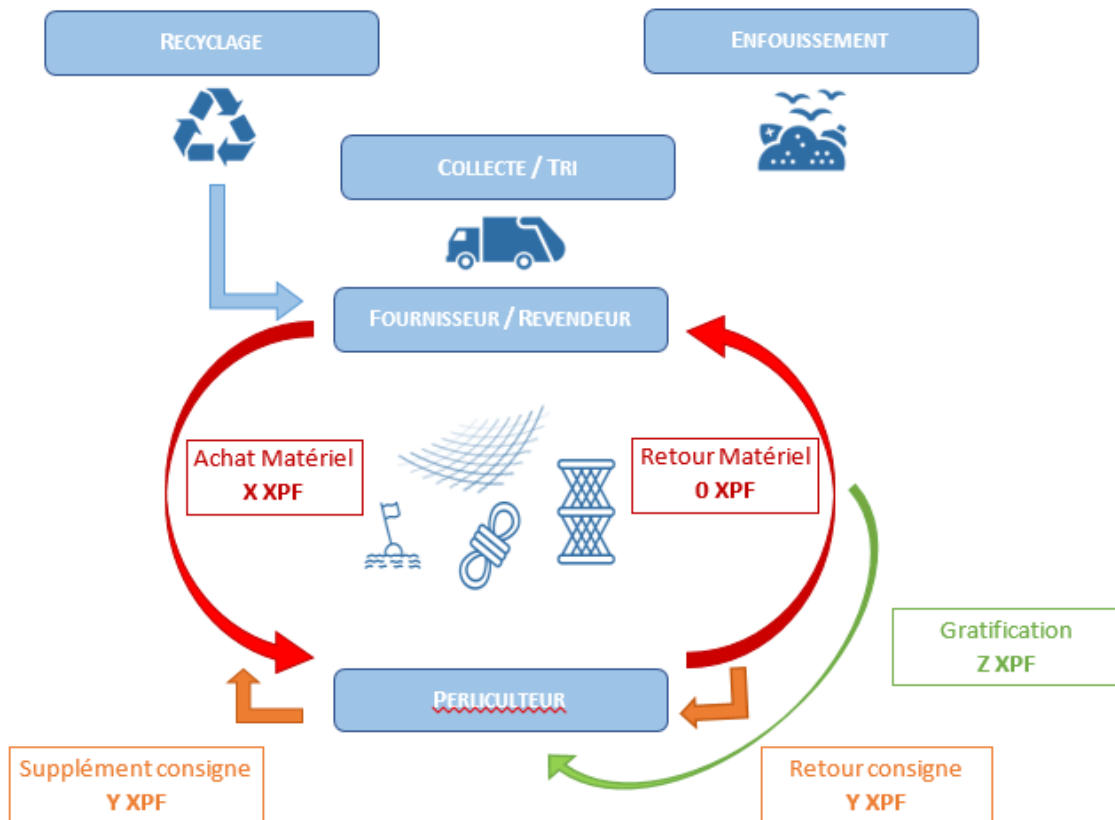 RECYCLAGE
ENFOUISSEMENT
COLLECTE / TRI
FOURNISSEUR / REVENDEUR
Achat Matériel
X XPF
Retour Matériel
0 XPF
Gratification
Z XPF
PERLICULTEUR
Supplément consigne
Y XPF
Retour consigne
Y XPF